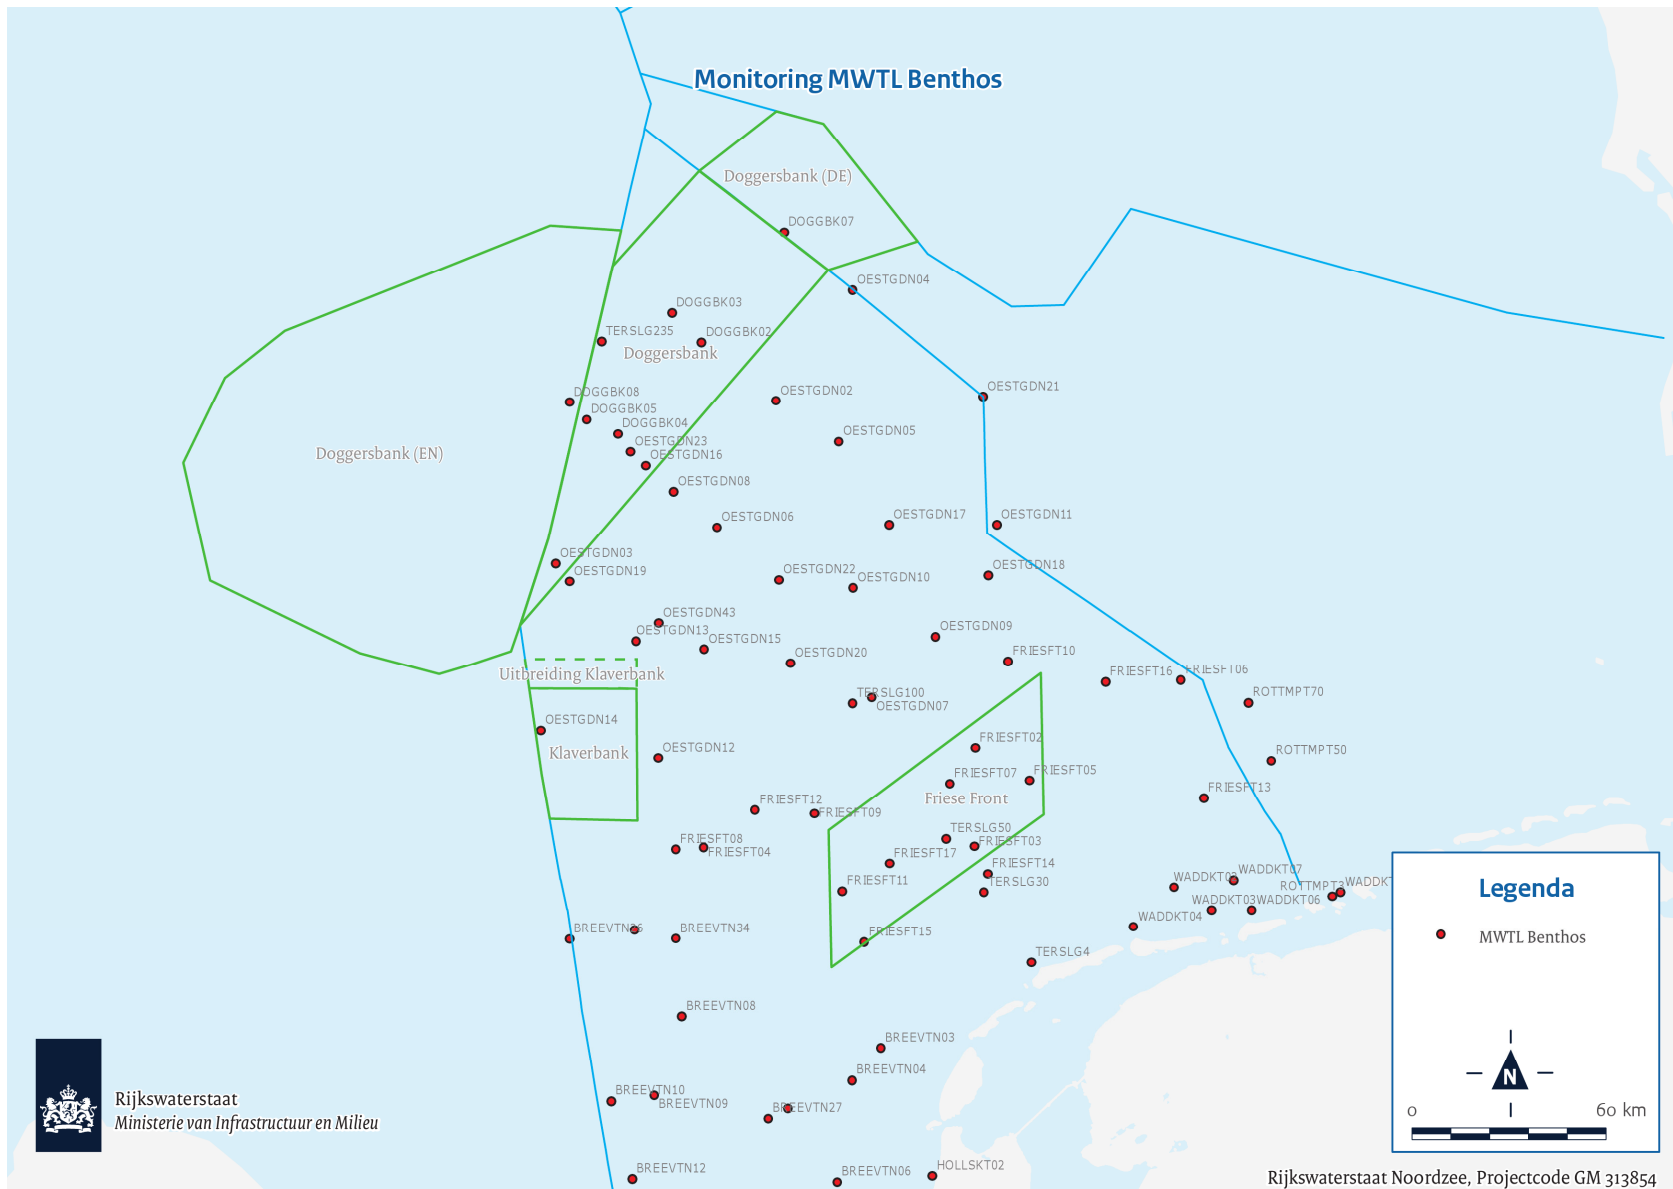 Monitoring MWTL Benthos
Doggersbank (DE)
DOGGBK07
OESTGDN04
DOGGBK03
TERSLG235
DOGGBK02
Doggersbank
OESTGDN21
DOGGBK08
OESTGDN02
DOGGBK05
DOGGBK04
OESTGDN05
OESTGDN23
Doggersbank (EN)
OESTGDN16
OESTGDN08
OESTGDN06
OESTGDN17
OESTGDN11
OESTGDN03
OESTGDN19
OESTGDN22
OESTGDN10
OESTGDN18
OESTGDN43
OESTGDN13
OESTGDN15
OESTGDN09
OESTGDN20
FRIESFT10
Uitbreiding Klaverbank
FRIESFT16
FRIESFT06
TERSLG100
OESTGDN07
ROTTMPT70
OESTGDN14
Klaverbank
OESTGDN12
FRIESFT02
ROTTMPT50
FRIESFT07
FRIESFT05
Friese Front
FRIESFT13
FRIESFT12
FRIESFT09
TERSLG50
FRIESFT08
FRIESFT03
FRIESFT04
FRIESFT17
FRIESFT14
FRIESFT11
TERSLG30
WADDKT07
WADDKT
ROTTMPT3
WADDKT
WADDKT03
WADDKT06
WADDKT04
BREEVTN
BREEVTN34
FRIESFT15
TERSLG4
BREEVTN08
BREEVTN03
BREEVTN04
BREEVTN10
BREEVTN09
BREEVTN27
BREEVTN12
BREEVTN06
HOLLSKT02
Legenda
MWTL Benthos
N
0 60 km
Rijkswaterstaat
Ministerie van Infrastructuur en Milieu
Rijkswaterstaat Noordzee, Projectcode GM 313854